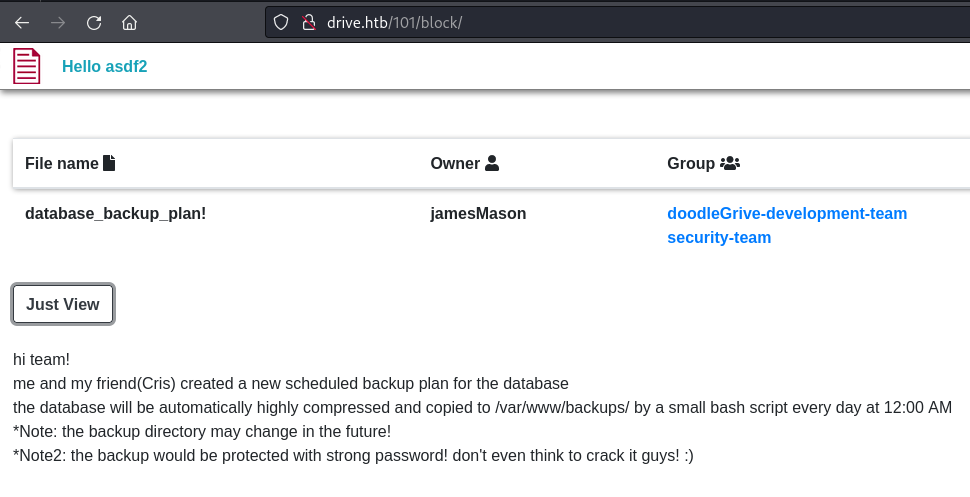 drive.htb/101/block/
Hello asdf2
File name Owner Group
database_backup_plan! jamesMason doodleGrive-development-team
security-team
Just View
hi team!
me and my friend(Cris) created a new scheduled backup plan for the database
the database will be automatically highly compressed and copied to /var/www/backups/ by a small bash script every day at 12:00 AM
*Note: the backup directory may change in the future!
*Note2: the backup would be protected with strong password! don't even think to crack it guys! :)